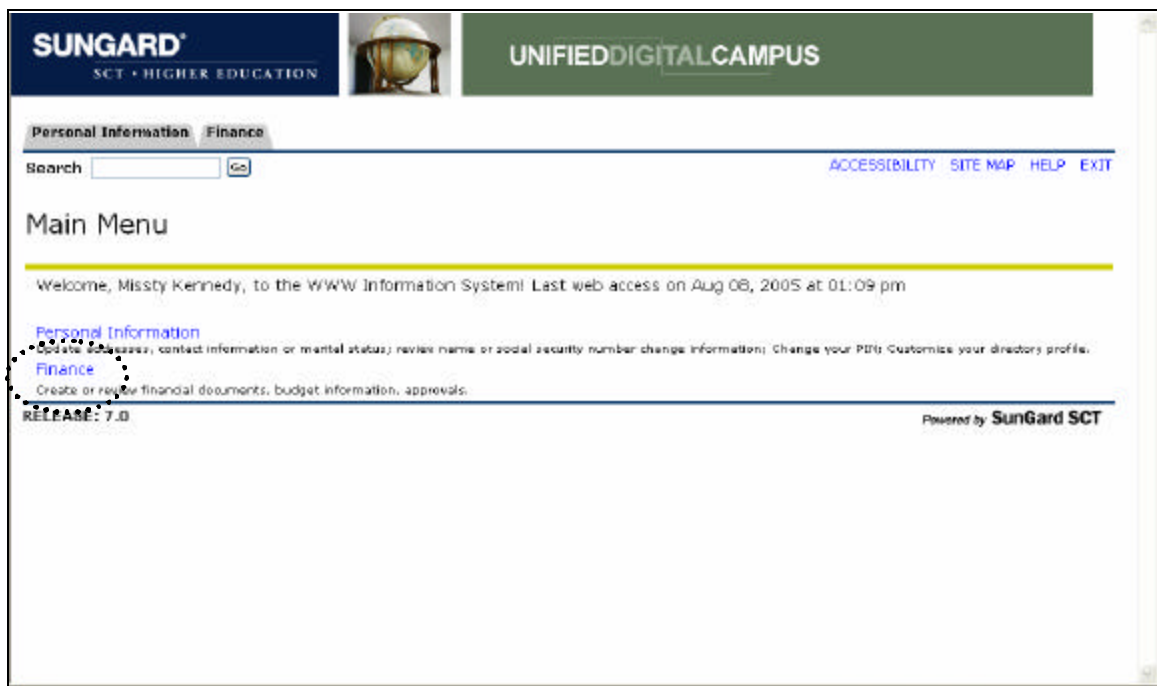 SUNGARD®
SCT • HIGHER EDUCATION
UNIFIEDDIGITALCAMPUS
Personal Information Finance
Search Go ACCESSIBILITY SITE MAP HELP EXIT
Main Menu
Welcome, Missty Kennedy, to the WWW Information System! Last web access on Aug 08, 2005 at 01:09 pm
Personal Information
Update addresses, contact information or marital status; review name or social security number change information; Change your PIN; Customize your directory profile.
Finance
Create or review financial documents, budget information, approvals.
RELEASE: 7.0 Powered by SunGard SCT